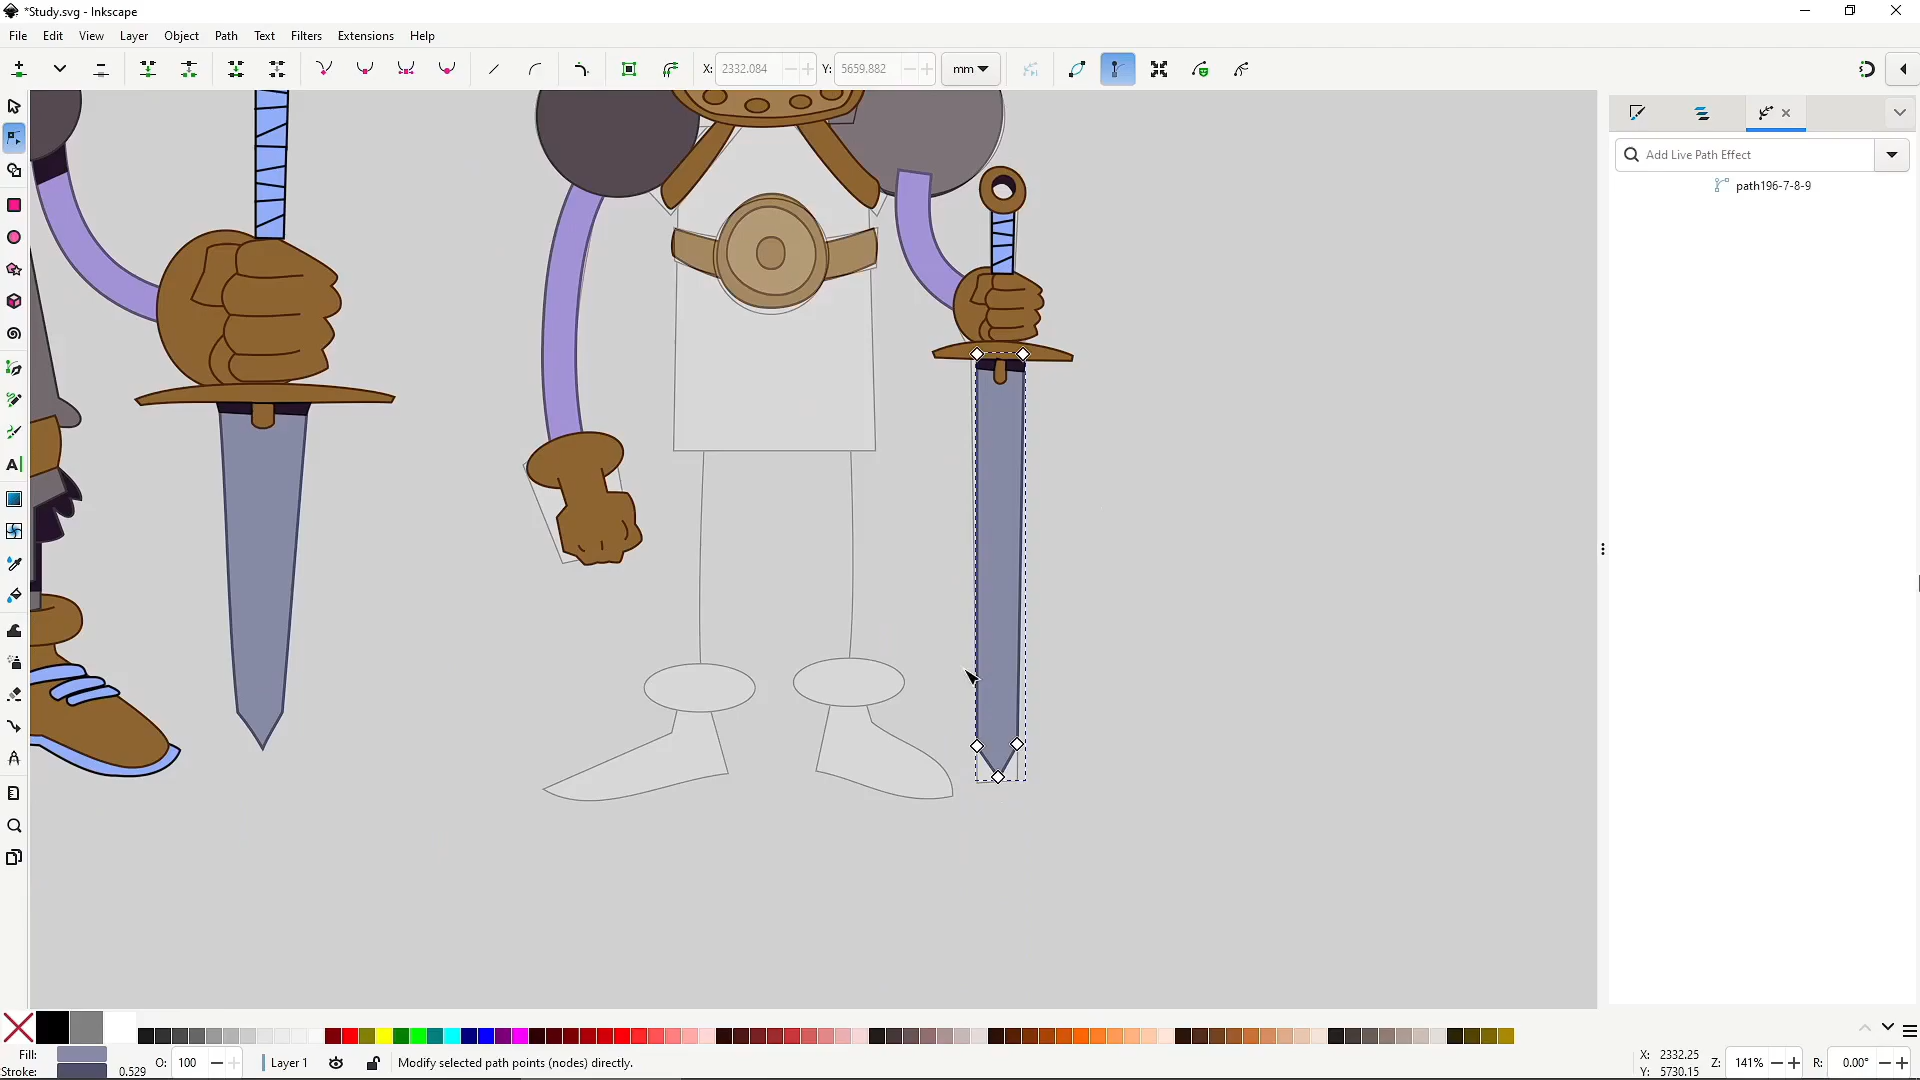 *Study.svg - Inkscape
File Edit View Layer Path Object Text Filters Extensions Help
X: 2332.084 Y: 5659.882 mm
Add Live Path Effect
path196-7-8-9
A
Fill:
Stroke: 0.529
O: 100
Layer 1
Modify selected path points (nodes) directly.
X: 2332.25
Y: 5730.15
Z: 141%
R: 0.00°